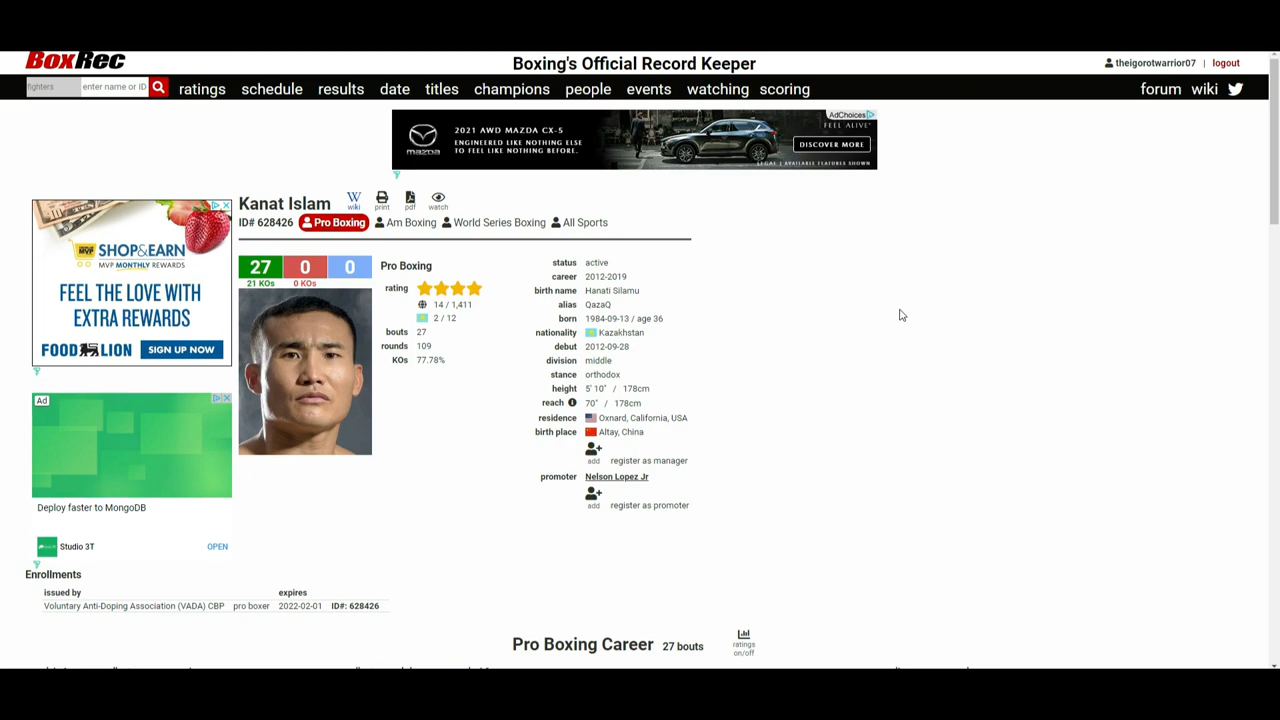 BoxRec
Boxing's Official Record Keeper
theigorotwarrior07 | logout
fighters enter name or ID
ratings schedule results date titles champions people events watching scoring forum wiki
AdChoices
2021 AWD MAZDA CX-5
ENGINEERED LIKE NOTHING ELSE
TO FEEL LIKE NOTHING BEFORE.
mazda
FEEL ALIVE
DISCOVER MORE
LEGAL | AVAILABLE FEATURES SHOWN
Kanat Islam
wiki print pdf watch
ID# 628426 Pro Boxing Am Boxing World Series Boxing All Sports
MVP SHOP&EARN
MVP MONTHLY REWARDS
FEEL THE LOVE WITH
EXTRA REWARDS
FOOD LION SIGN UP NOW
27 0 0
21 KOs 0 KOs
Pro Boxing
rating
14 / 1,411
2 / 12
bouts 27
rounds 109
KOs 77.78%
status active
career 2012-2019
birth name Hanati Silamu
alias QazaQ
born 1984-09-13 / age 36
nationality Kazakhstan
debut 2012-09-28
division middle
stance orthodox
height 5' 10" / 178cm
reach 70" / 178cm
residence Oxnard, California, USA
birth place Altay, China
add register as manager
promoter Nelson Lopez Jr
add register as promoter
Ad
Deploy faster to MongoDB
Studio 3T OPEN
Enrollments
issued by expires
Voluntary Anti-Doping Association (VADA) CBP pro boxer 2022-02-01 ID#: 628426
Pro Boxing Career 27 bouts
ratings
on/off